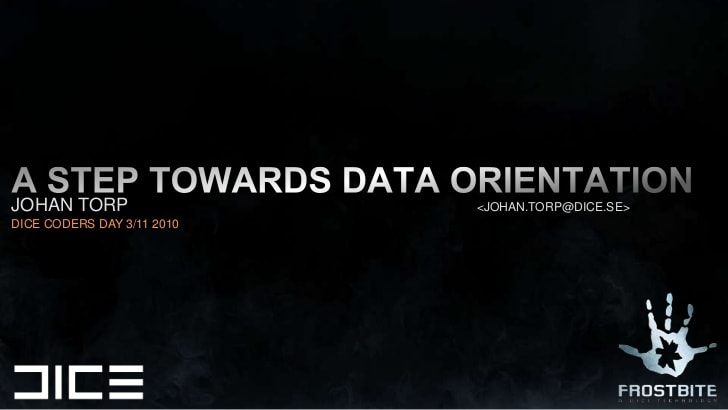 A STEP TOWARDS DATA ORIENTATION
JOHAN TORP <JOHAN.TORP@DICE.SE>
DICE CODERS DAY 3/11 2010
DICE
FROSTBITE
A DICE TECHNOLOGY